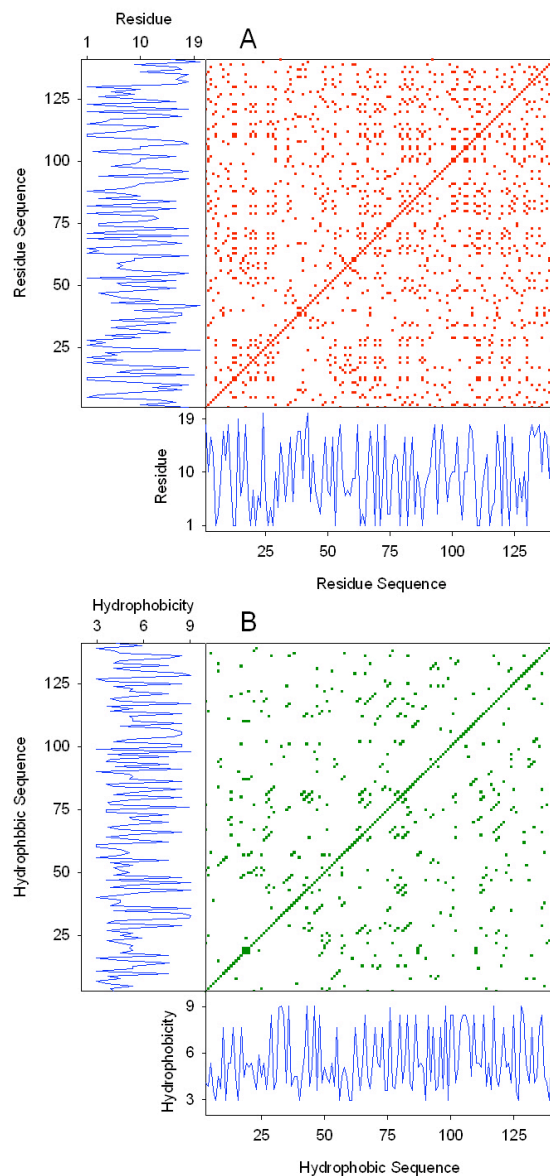 Residue
1 10 19
A
125
100
75
50
25
Residue Sequence
19
10
1
Residue
25 50 75 100 125
Residue Sequence
Hydrophobicity
3 6 9
B
125
100
75
50
25
Hydrophbbic Sequence
9
6
3
Hydrophobicity
25 50 75 100 125
Hydrophobic Sequence